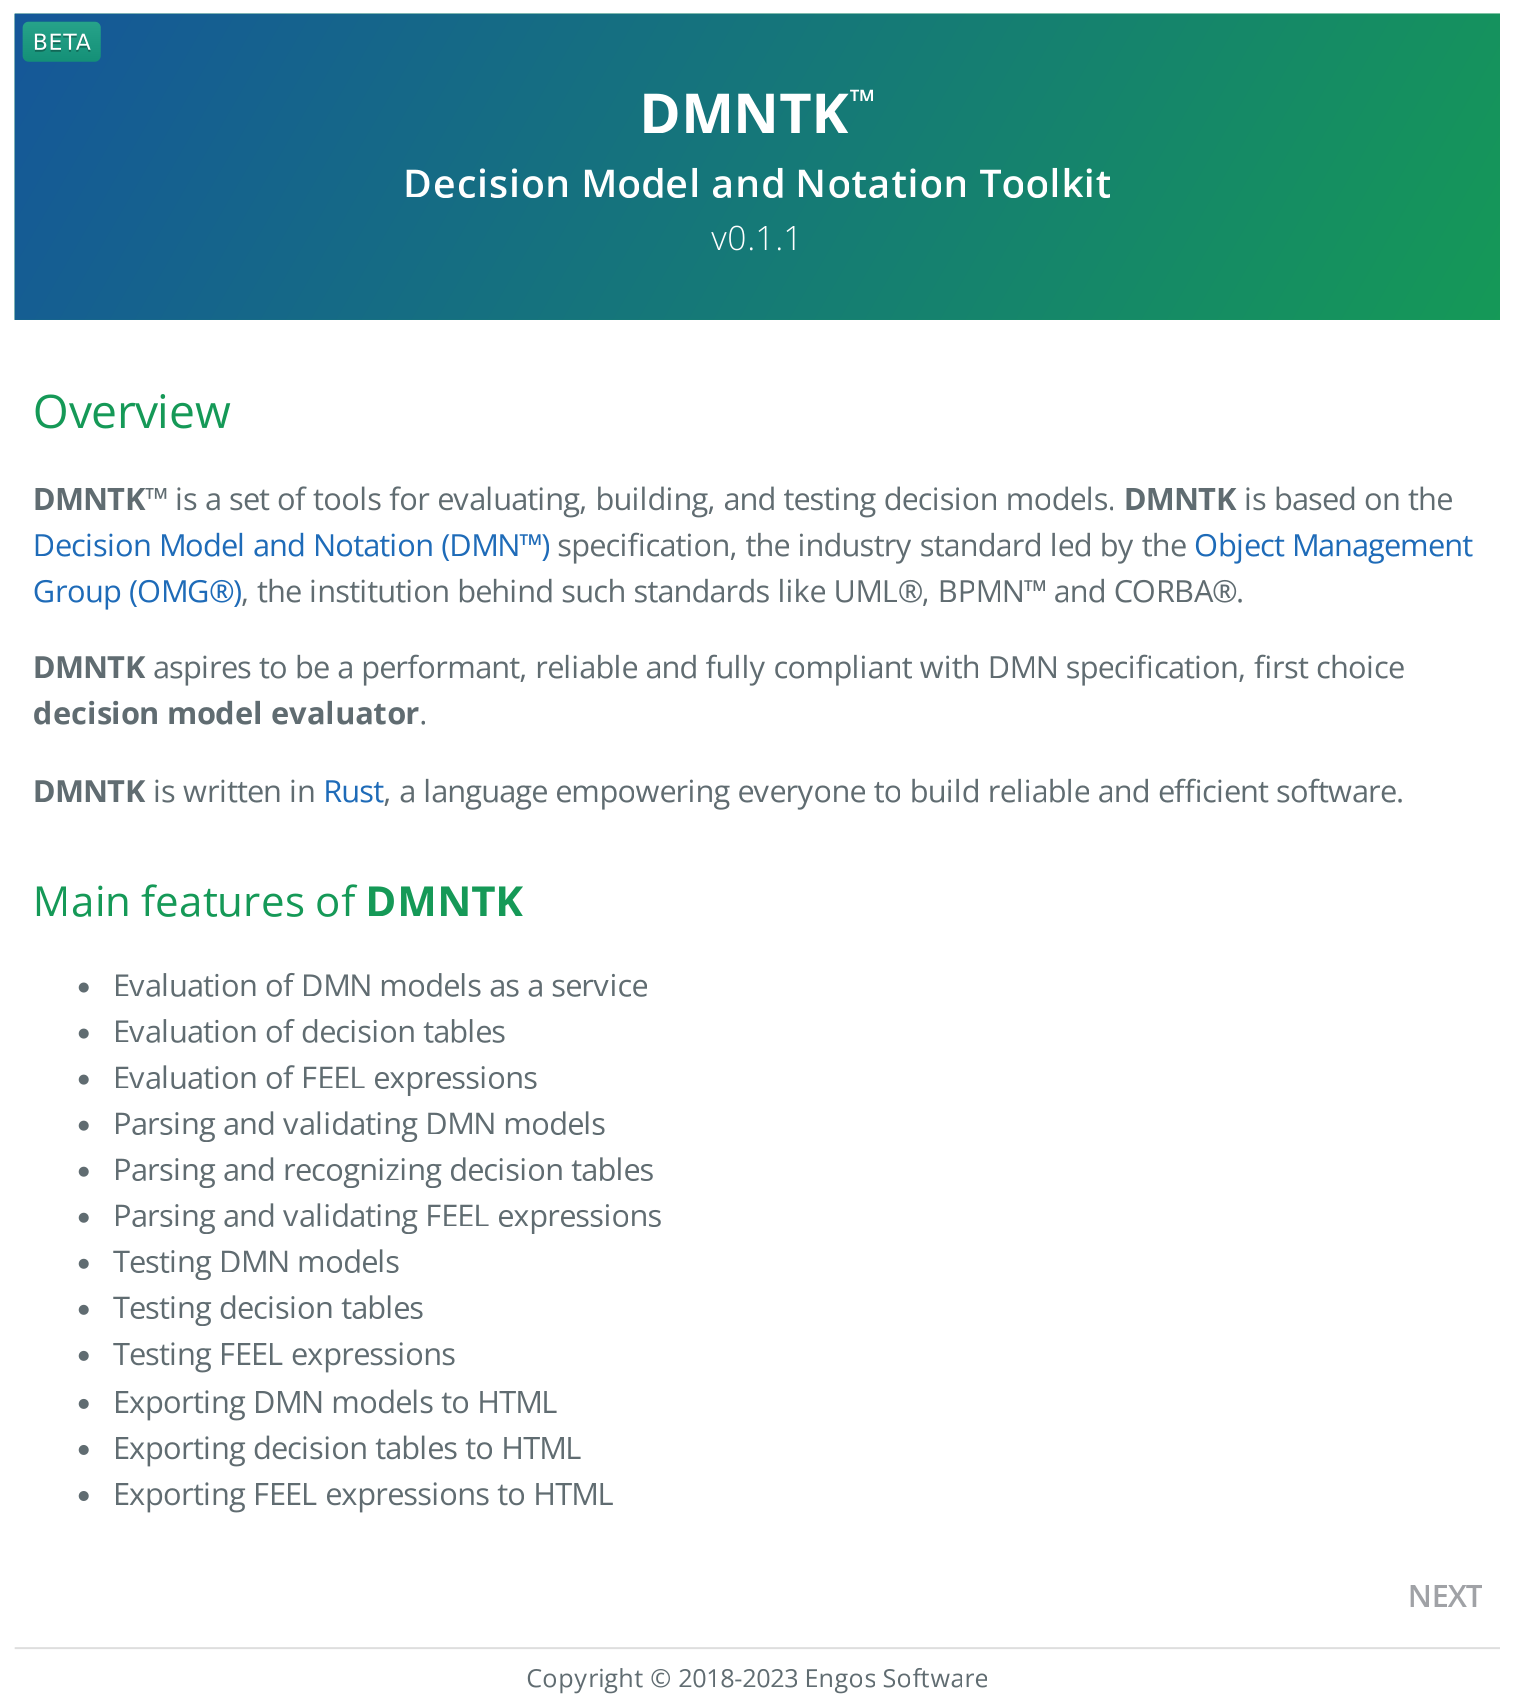 BETA
DMNTK™
Decision Model and Notation Toolkit
v0.1.1
Overview
DMNTK™ is a set of tools for evaluating, building, and testing decision models. DMNTK is based on the
Decision Model and Notation (DMN™) specification, the industry standard led by the Object Management
Group (OMG®), the institution behind such standards like UML®, BPMN™ and CORBA®.
DMNTK aspires to be a performant, reliable and fully compliant with DMN specification, first choice
decision model evaluator.
DMNTK is written in Rust, a language empowering everyone to build reliable and efficient software.
Main features of DMNTK
• Evaluation of DMN models as a service
• Evaluation of decision tables
• Evaluation of FEEL expressions
• Parsing and validating DMN models
• Parsing and recognizing decision tables
• Parsing and validating FEEL expressions
• Testing DMN models
• Testing decision tables
• Testing FEEL expressions
• Exporting DMN models to HTML
• Exporting decision tables to HTML
• Exporting FEEL expressions to HTML
NEXT
Copyright © 2018-2023 Engos Software